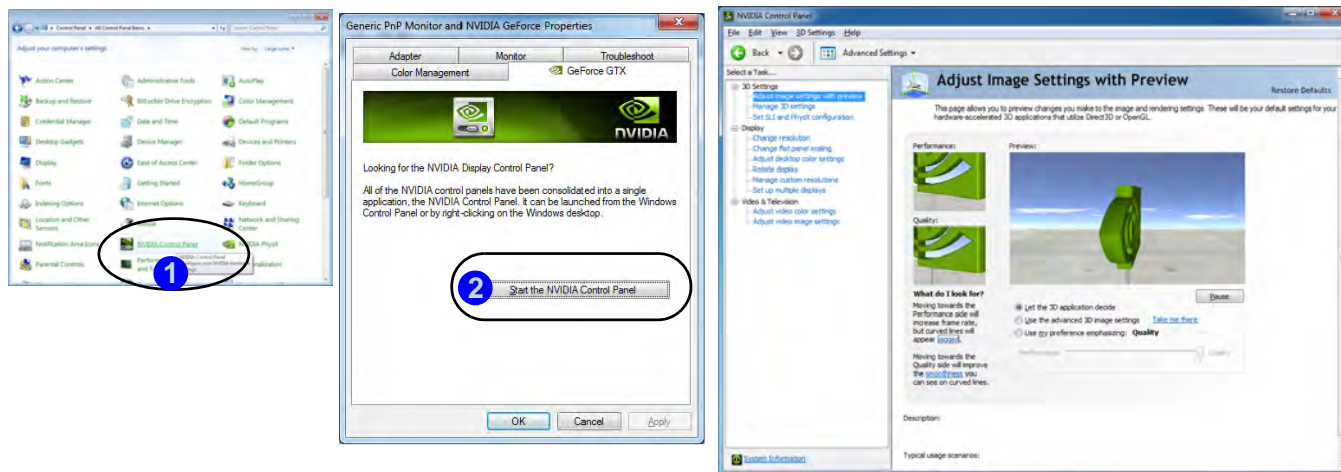 Control Panel All Control Panel Items
Adjust your computer's settings
View by: Large icons
Action Center
Administrative Tools
AutoPlay
Backup and Restore
BitLocker Drive Encryption
Color Management
Credential Manager
Date and Time
Default Programs
Desktop Gadgets
Device Manager
Devices and Printers
Display
Ease of Access Center
Folder Options
Fonts
Getting Started
HomeGroup
Indexing Options
Internet Options
Keyboard
Location and Other Sensors
Network and Sharing Center
Notification Area Icons
NVIDIA Control Panel
NVIDIA PhysX
Parental Controls
1
Generic PnP Monitor and NVIDIA GeForce Properties
Adapter
Monitor
Troubleshoot
Color Management
GeForce GTX
NVIDIA
Looking for the NVIDIA Display Control Panel?
All of the NVIDIA control panels have been consolidated into a single
application, the NVIDIA Control Panel. It can be launched from the Windows
Control Panel or by right-clicking on the Windows desktop.
2
Start the NVIDIA Control Panel
OK
Cancel
Apply
NVIDIA Control Panel
File Edit View 3D Settings Help
Back
Advanced Settings
Select a Task...
3D Settings
Adjust image settings with preview
Manage 3D settings
Set SLI and PhysX configuration
Display
Change resolution
Change flat panel scaling
Adjust desktop color settings
Rotate display
Manage custom resolutions
Set up multiple displays
Video & Television
Adjust video color settings
Adjust video image settings
System Information
Adjust Image Settings with Preview
Restore Defaults
This page allows you to preview changes you make to the image and rendering settings. These will be your default settings for your
hardware-accelerated 3D applications that utilize Direct3D or OpenGL.
Performance:
Preview:
Quality:
What do I look for?
Moving towards the
Performance side will
increase frame rate,
but curved lines will
appear jagged.
Moving towards the
Quality side will improve
the smoothness you
can see on curved lines.
Pause
Let the 3D application decide
Use the advanced 3D image settings Take me there
Use my preference emphasizing: Quality
Performance
Quality
Description:
Typical usage scenarios: